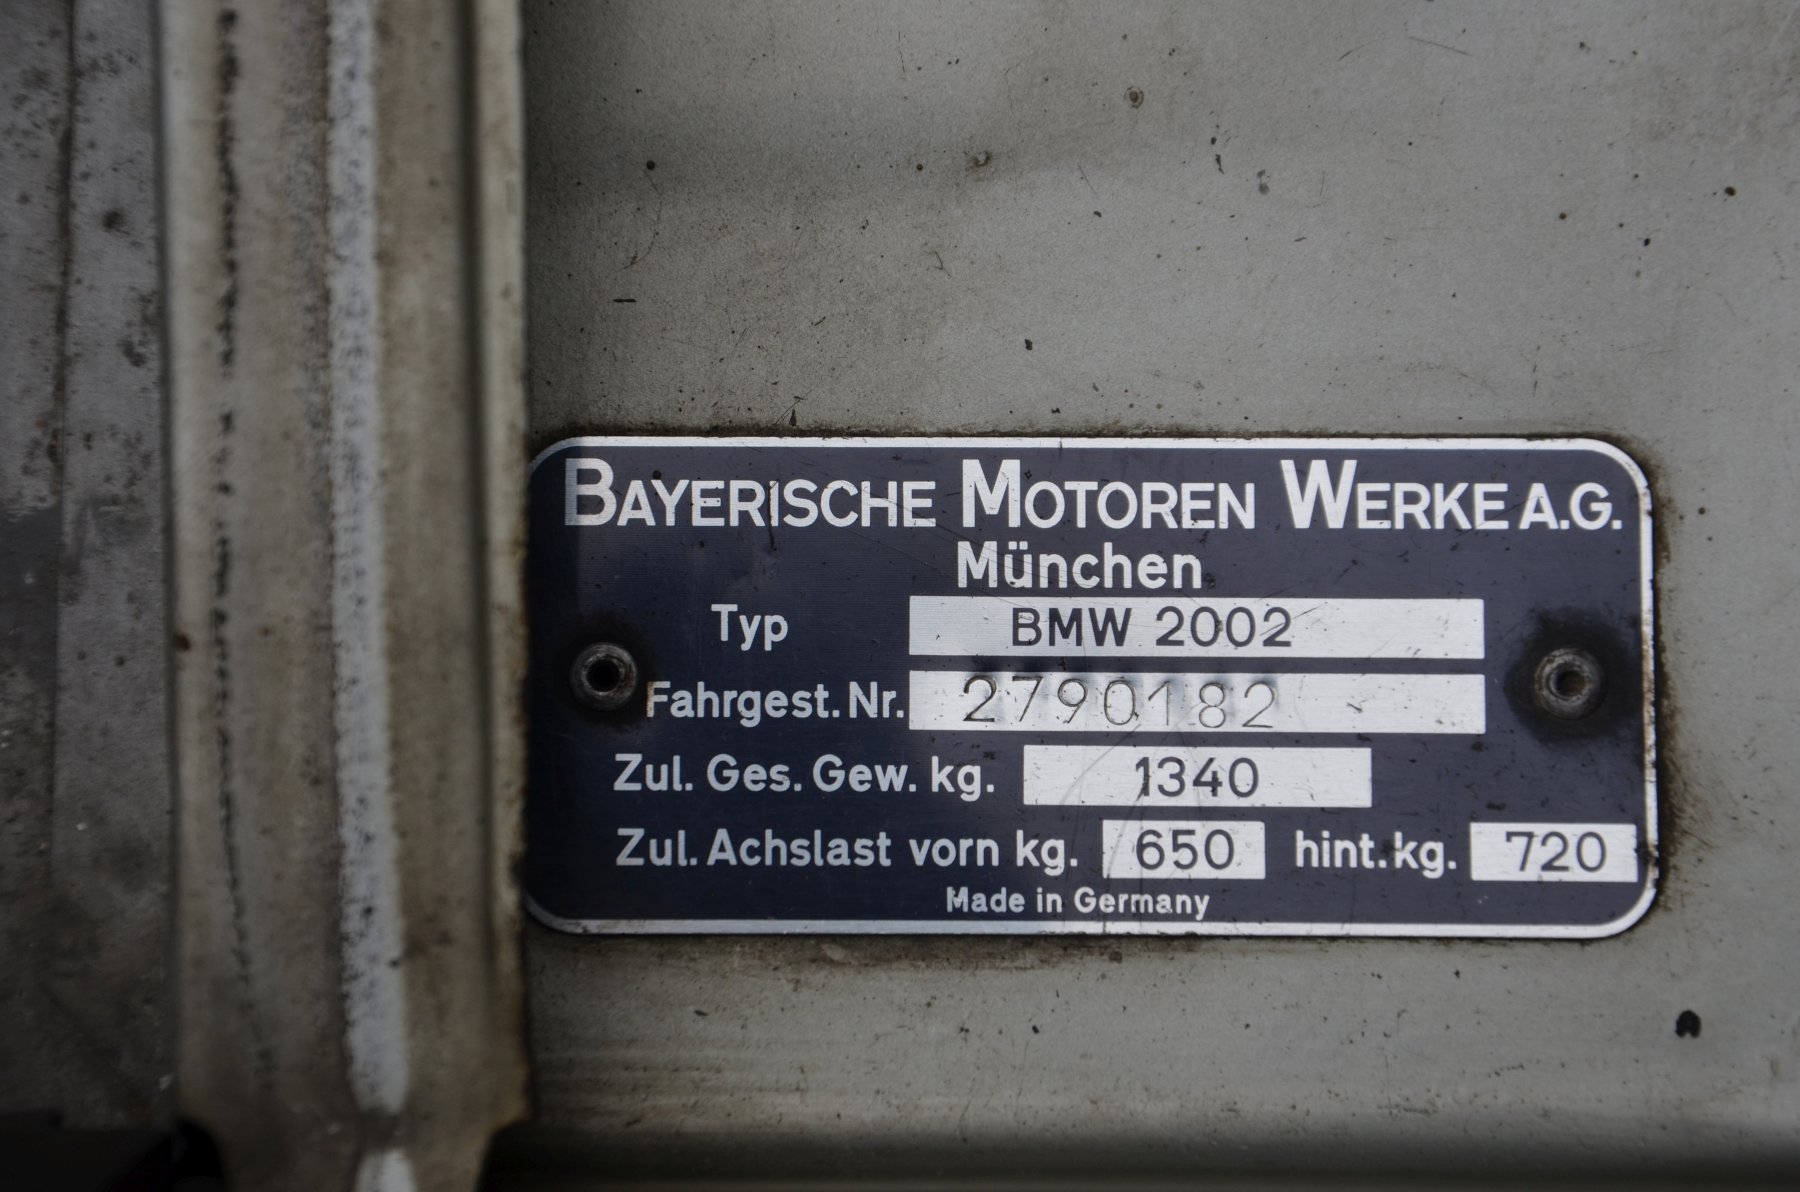 BAYERISCHE MOTOREN WERKE A.G.
München
Typ BMW 2002
Fahrgest. Nr. 2790182
Zul. Ges. Gew. kg. 1340
Zul. Achslast vorn kg. 650 hint. kg. 720
Made in Germany